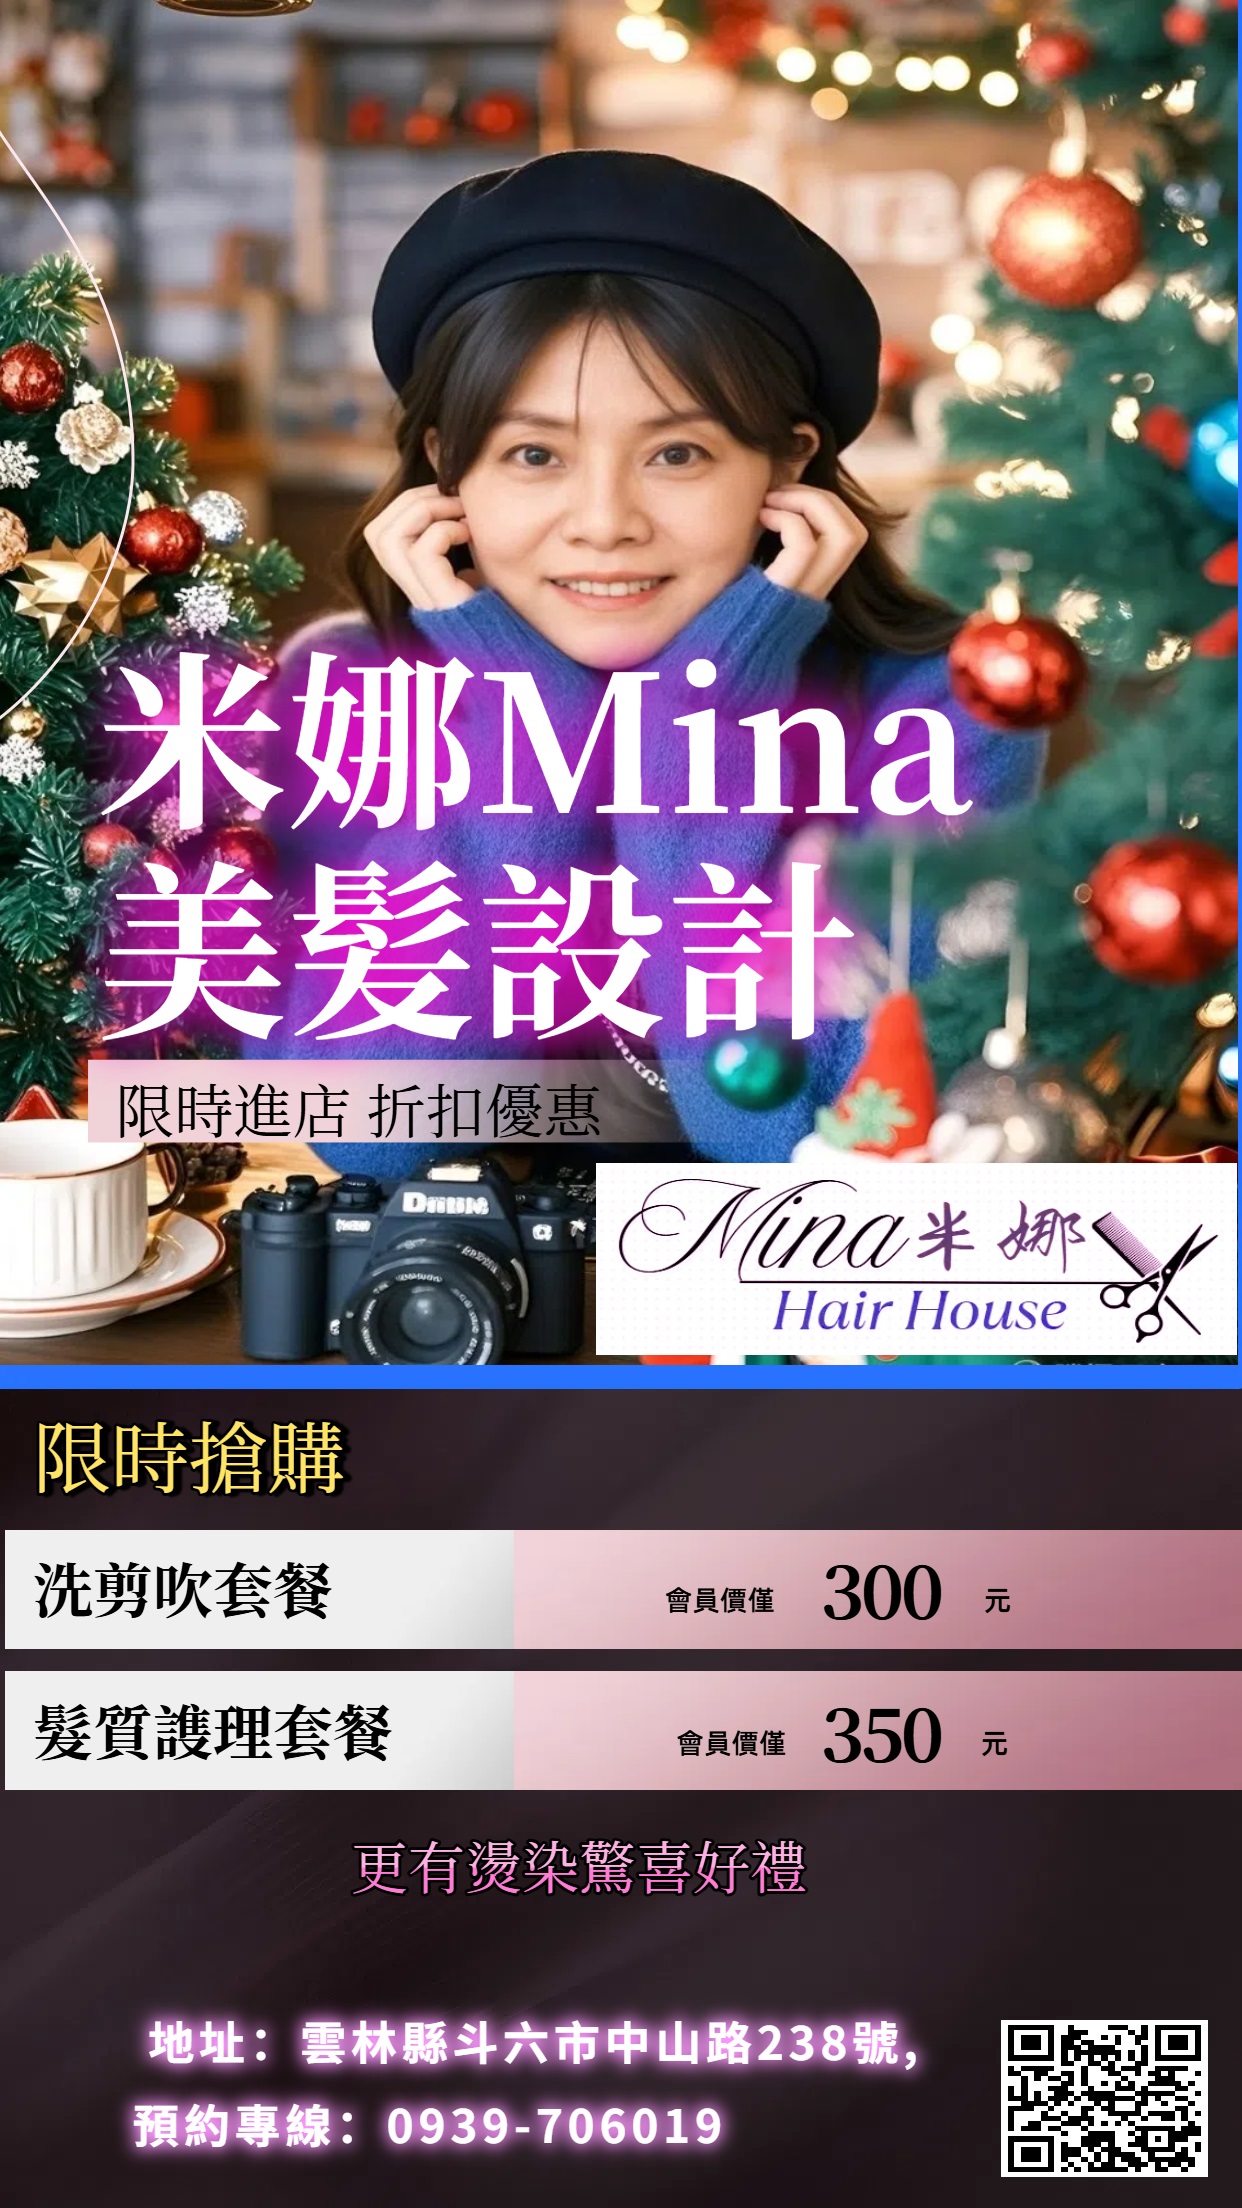 米娜Mina
美髮設計
限時進店 折扣優惠
Mina米娜
Hair House
限時搶購
洗剪吹套餐 會員價僅 300 元
髮質謢理套餐 會員價僅 350 元
更有燙染驚喜好禮
地址：雲林縣斗六市中山路238號，
預約專線：0939-706019